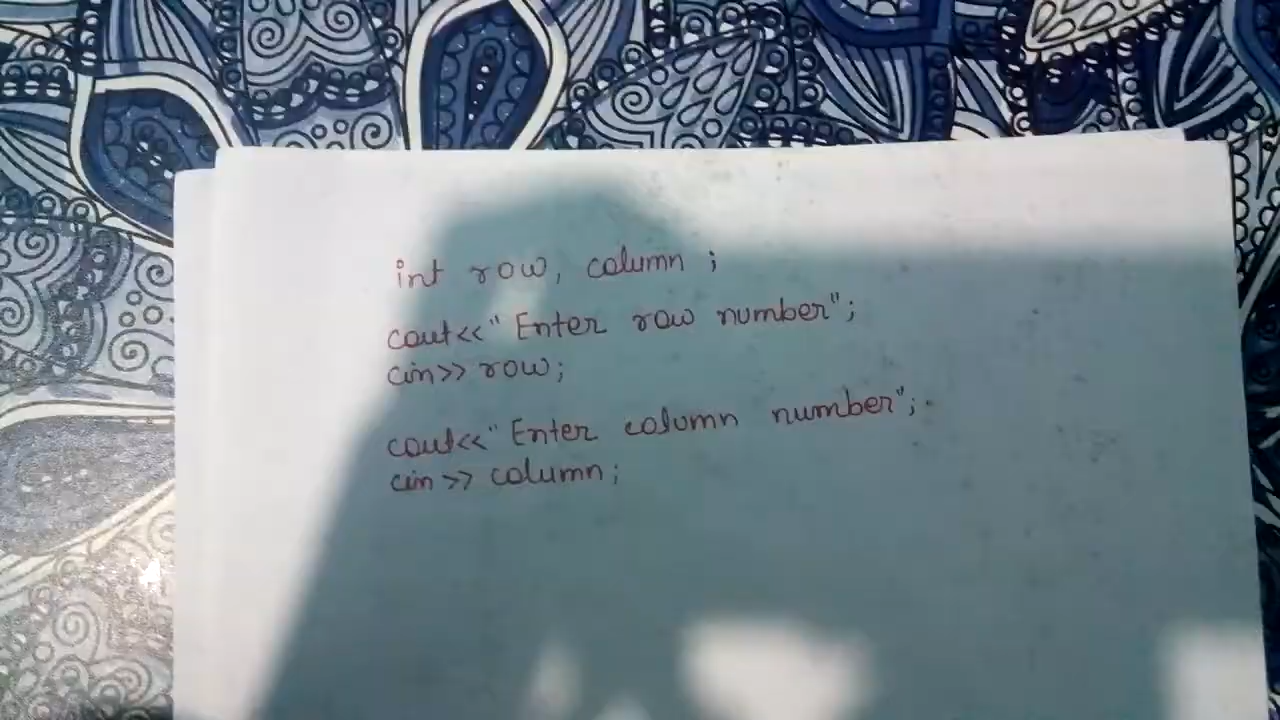 int row, column ;
cout<<" Enter row number";
cin>> row;
cout<<" Enter column number";
cin >> column;